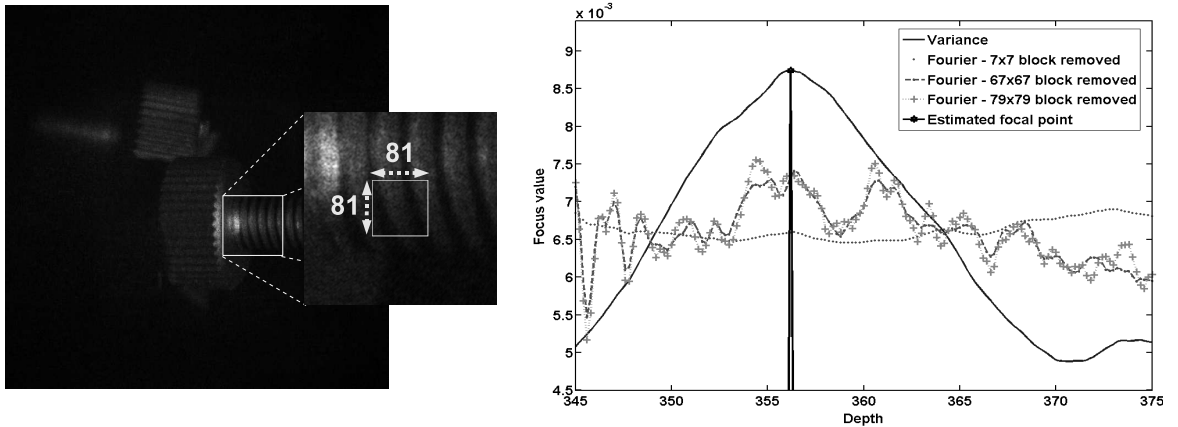 81
81
x 10⁻³
9
8.5
8
7.5
7
6.5
6
5.5
5
4.5
Focus value
345
350
355
360
365
370
375
Depth
Variance
Fourier - 7x7 block removed
Fourier - 67x67 block removed
Fourier - 79x79 block removed
Estimated focal point